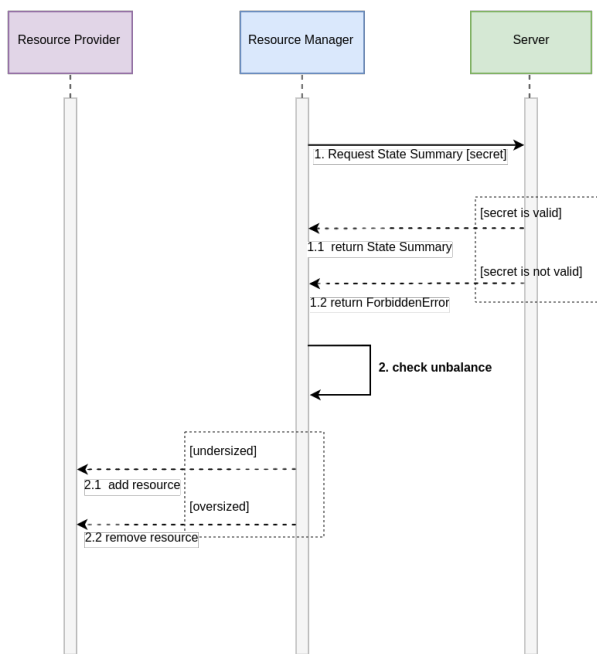 Resource Provider
Resource Manager
Server
1. Request State Summary [secret]
[secret is valid]
1.1 return State Summary
[secret is not valid]
1.2 return ForbiddenError
2. check unbalance
[undersized]
2.1 add resource
[oversized]
2.2 remove resource